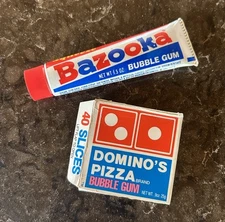 Bazooka
NET WT 1.5 OZ. BUBBLE GUM
40 SLICES
DOMINO'S
PIZZA BRAND
BUBBLE GUM